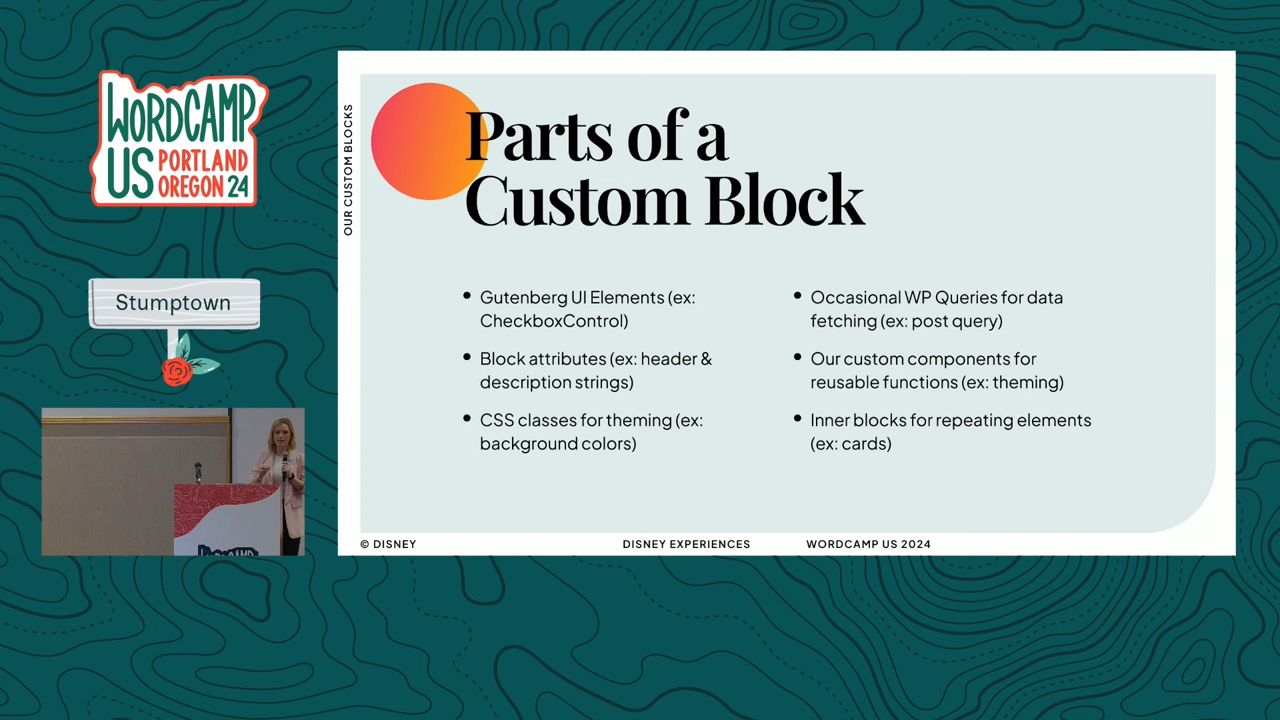 WORDCAMP
US PORTLAND
OREGON 24
Stumptown
OUR CUSTOM BLOCKS
Parts of a
Custom Block
• Gutenberg UI Elements (ex:
CheckboxControl)
• Block attributes (ex: header &
description strings)
• CSS classes for theming (ex:
background colors)
• Occasional WP Queries for data
fetching (ex: post query)
• Our custom components for
reusable functions (ex: theming)
• Inner blocks for repeating elements
(ex: cards)
© DISNEY
DISNEY EXPERIENCES
WORDCAMP US 2024